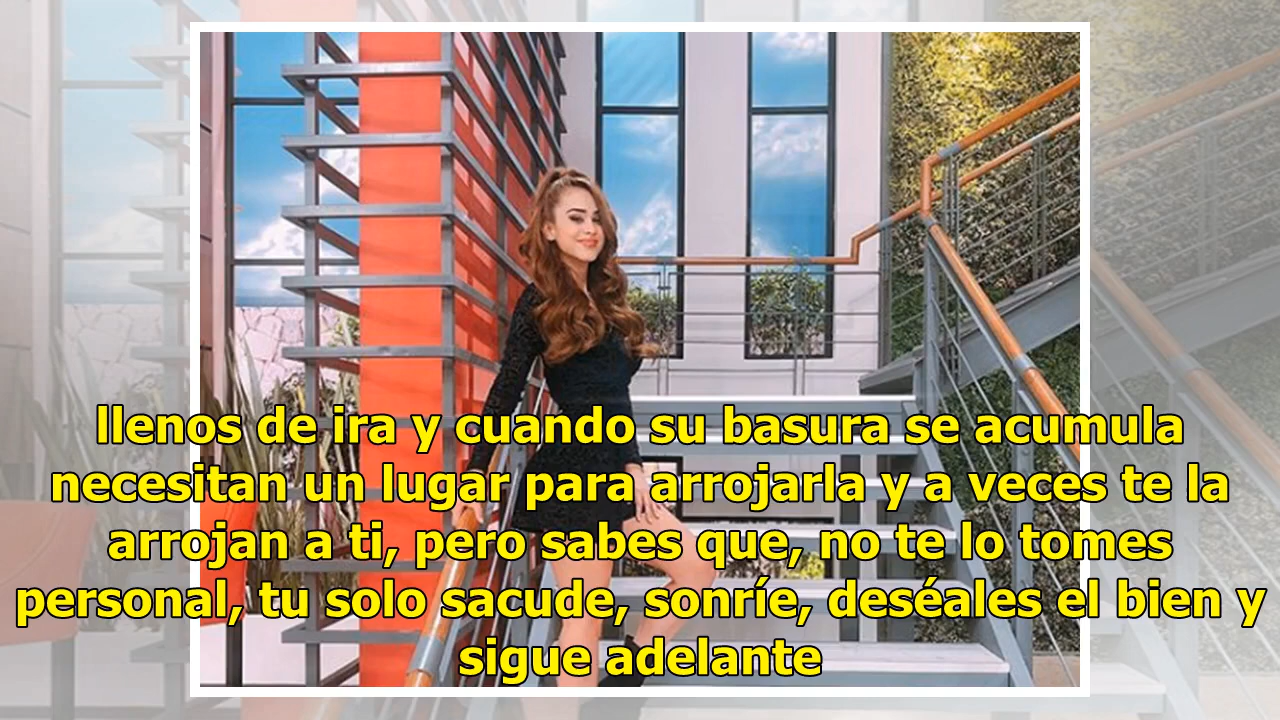 llenos de ira y cuando su basura se acumula
necesitan un lugar para arrojarla y a veces te la
arrojan a ti, pero sabes que, no te lo tomes
personal, tu solo sacude, sonríe, deséales el bien y
sigue adelante